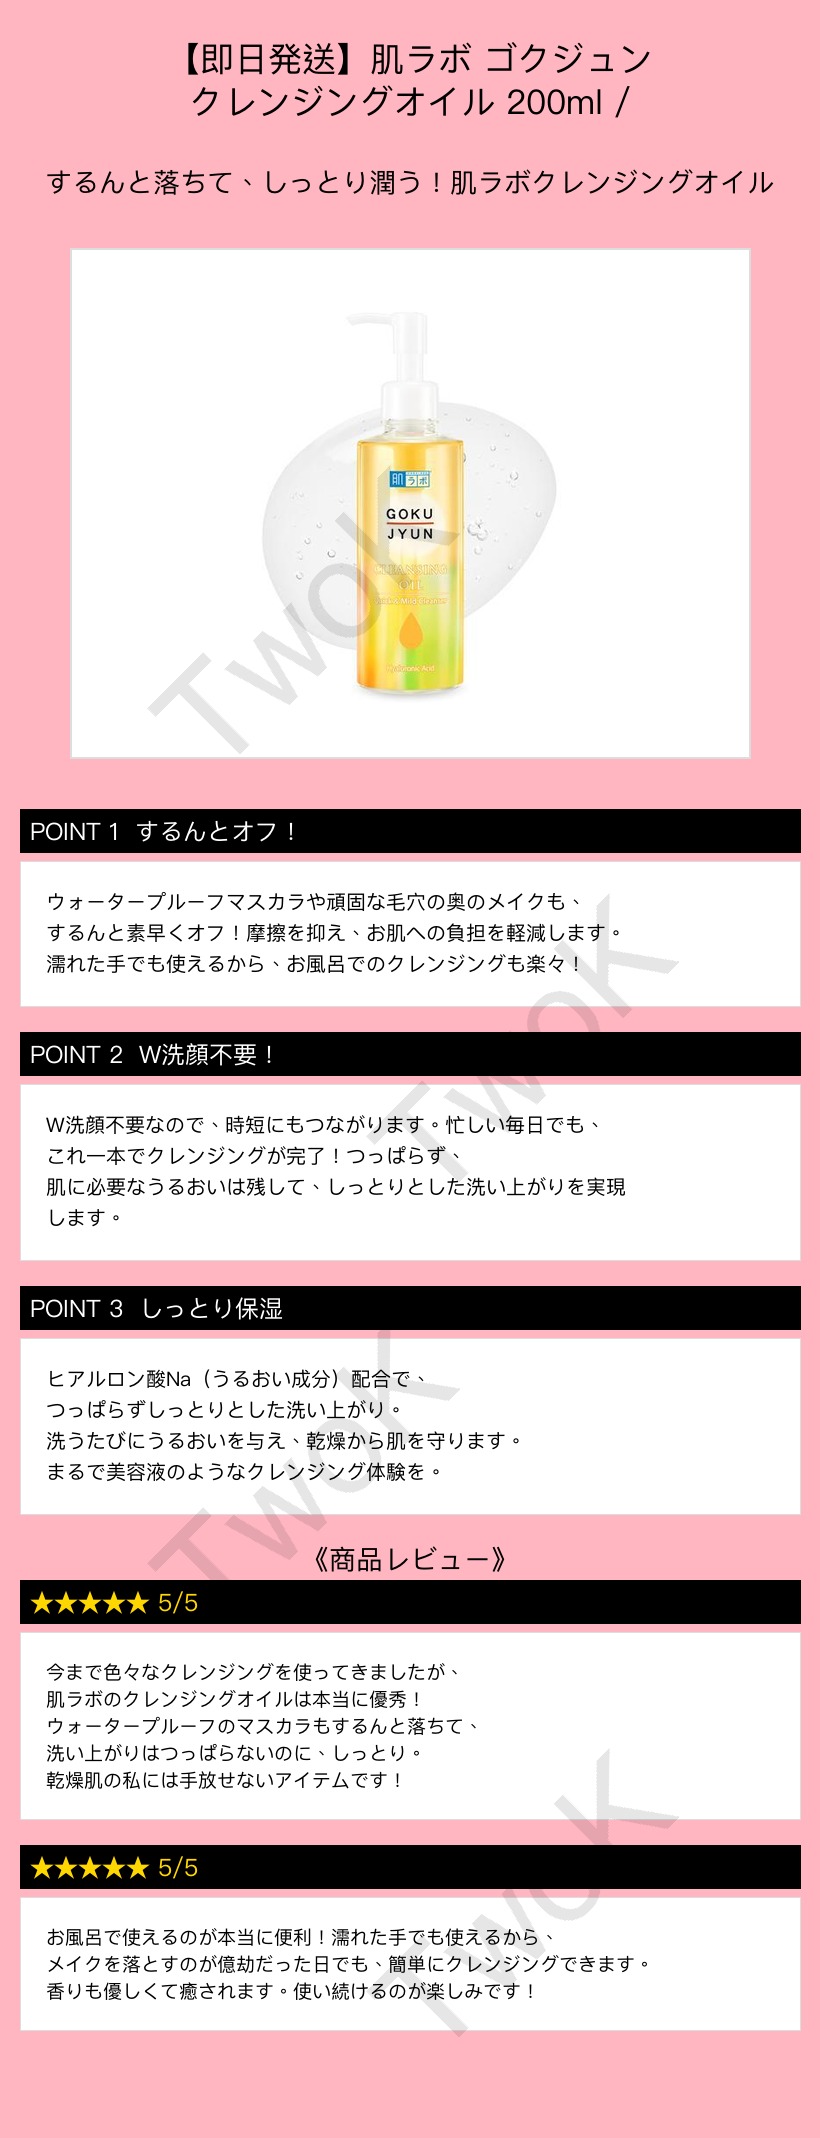 【即日発送】肌ラボ ゴクジュン
クレンジングオイル 200ml /
するんと落ちて、しっとり潤う！肌ラボクレンジングオイル
肌ラボ
GOKU
JYUN
CLEANSING
OIL
Hyaluronic Acid
TwoK
POINT 1 するんとオフ！
ウォータープルーフマスカラや頑固な毛穴の奥のメイクも、
するんと素早くオフ！摩擦を抑え、お肌への負担を軽減します。
濡れた手でも使えるから、お風呂でのクレンジングも楽々！
TwoK
POINT 2 W洗顔不要！
W洗顔不要なので、時短にもつながります。忙しい毎日でも、
これ一本でクレンジングが完了！つっぱらず、
肌に必要なうるおいは残して、しっとりとした洗い上がりを実現
します。
POINT 3 しっとり保湿
ヒアルロン酸Na（うるおい成分）配合で、
つっぱらずしっとりとした洗い上がり。
洗うたびにうるおいを与え、乾燥から肌を守ります。
まるで美容液のようなクレンジング体験を。
TwoK
《商品レビュー》
★★★★★ 5/5
今まで色々なクレンジングを使ってきましたが、
肌ラボのクレンジングオイルは本当に優秀！
ウォータープルーフのマスカラもするんと落ちて、
洗い上がりはつっぱらないのに、しっとり。
乾燥肌の私には手放せないアイテムです！
★★★★★ 5/5
TwoK
お風呂で使えるのが本当に便利！濡れた手でも使えるから、
メイクを落とすのが億劫だった日でも、簡単にクレンジングできます。
香りも優しくて癒されます。使い続けるのが楽しみです！